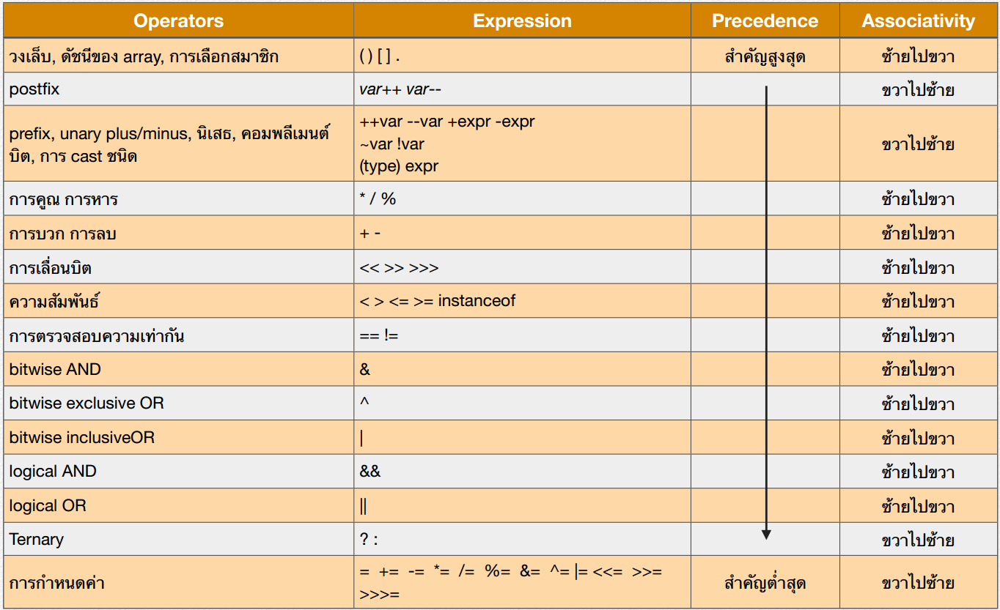 Operators Expression Precedence Associativity
วงเล็บ, ดัชนีของ array, การเลือกสมาชิก ( ) [ ] . สำคัญสูงสุด ซ้ายไปขวา
postfix var++ var-- ขวาไปซ้าย
prefix, unary plus/minus, นิเสธ, คอมพลีเมนต์
บิต, การ cast ชนิด
++var --var +expr -expr
~var !var
(type) expr
ขวาไปซ้าย
การคูณ การหาร * / % ซ้ายไปขวา
การบวก การลบ + - ซ้ายไปขวา
การเลื่อนบิต << >> >>> ซ้ายไปขวา
ความสัมพันธ์ < > <= >= instanceof ซ้ายไปขวา
การตรวจสอบความเท่ากัน == != ซ้ายไปขวา
bitwise AND & ซ้ายไปขวา
bitwise exclusive OR ^ ซ้ายไปขวา
bitwise inclusiveOR | ซ้ายไปขวา
logical AND && ซ้ายไปขวา
logical OR || ซ้ายไปขวา
Ternary ? : ขวาไปซ้าย
การกำหนดค่า
= += -= *= /= %= &= ^= |= <<= >>=
>>>=
สำคัญต่ำสุด ขวาไปซ้าย